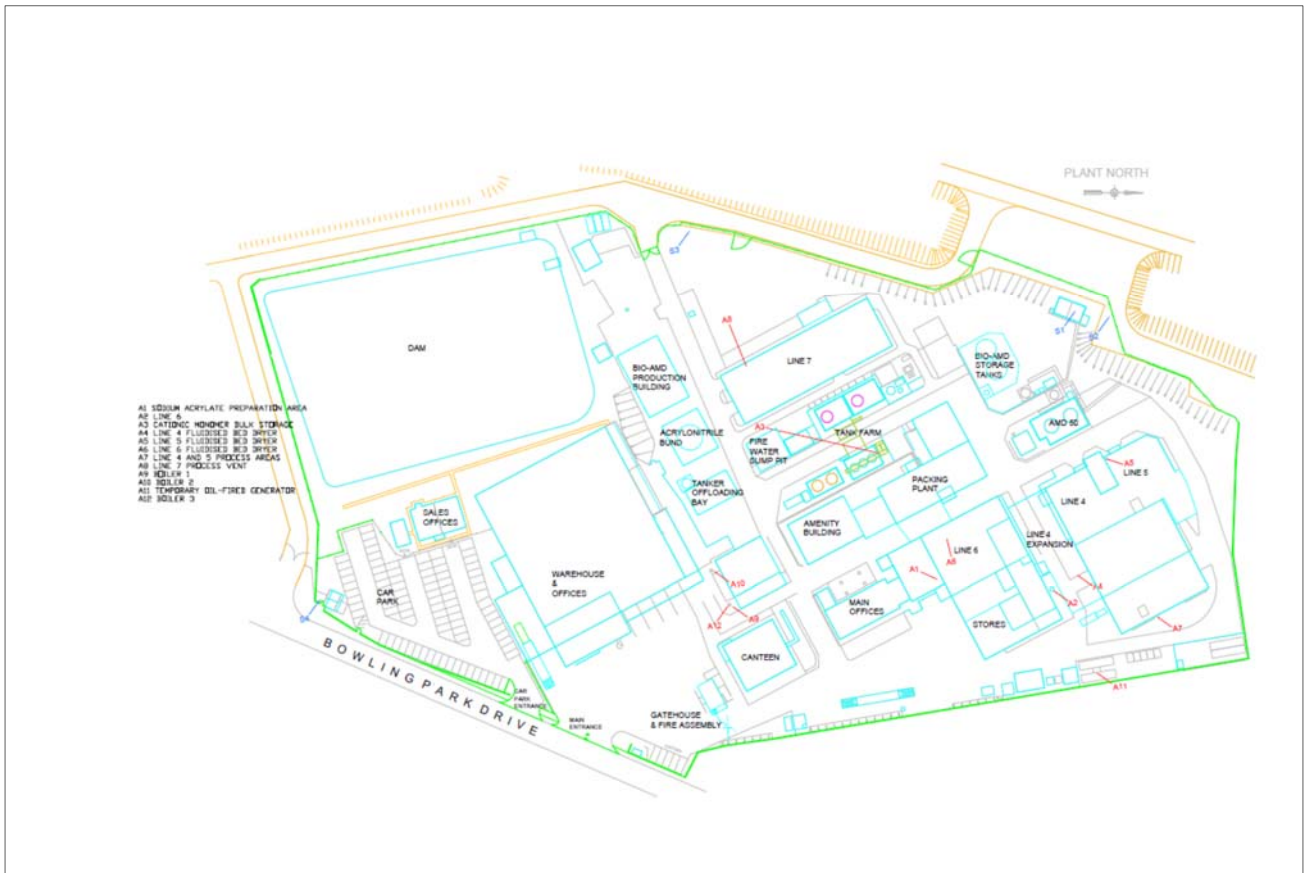 PLANT NORTH
S3
S1
S2
A8
LINE 7
DAM
BIO-AMD
PRODUCTION
BUILDING
BIO-AMD
STORAGE
TANKS
A1 SODIUM ACRYLATE PREPARATION AREA
A2 LINE 6
A3 CATIONIC MONOMER BULK STORAGE
A4 LINE 4 FLUIDISED BED DRYER
A5 LINE 5 FLUIDISED BED DRYER
A6 LINE 6 FLUIDISED BED DRYER
A7 LINE 4 AND 5 PROCESS AREAS
A8 LINE 7 PROCESS VENT
A9 BOILER 1
A10 BOILER 2
A11 TEMPORARY OIL-FIRED GENERATOR
A12 BOILER 3
ACRYLONITRILE
BUND
A3
TANK FARM
FIRE
WATER
SUMP PIT
AMD 50
A5
LINE 5
LINE 4
TANKER
OFFLOADING
BAY
PACKING
PLANT
SALES
OFFICES
AMENITY
BUILDING
LINE 4
EXPANSION
LINE 6
A6
A1
WAREHOUSE
&
OFFICES
A10
A4
A2
CAR
PARK
MAIN
OFFICES
S4
A12
A9
STORES
A7
BOWLING PARK DRIVE
CANTEEN
A11
CAR
PARK
ENTRANCE
MAIN
ENTRANCE
GATEHOUSE
& FIRE ASSEMBLY